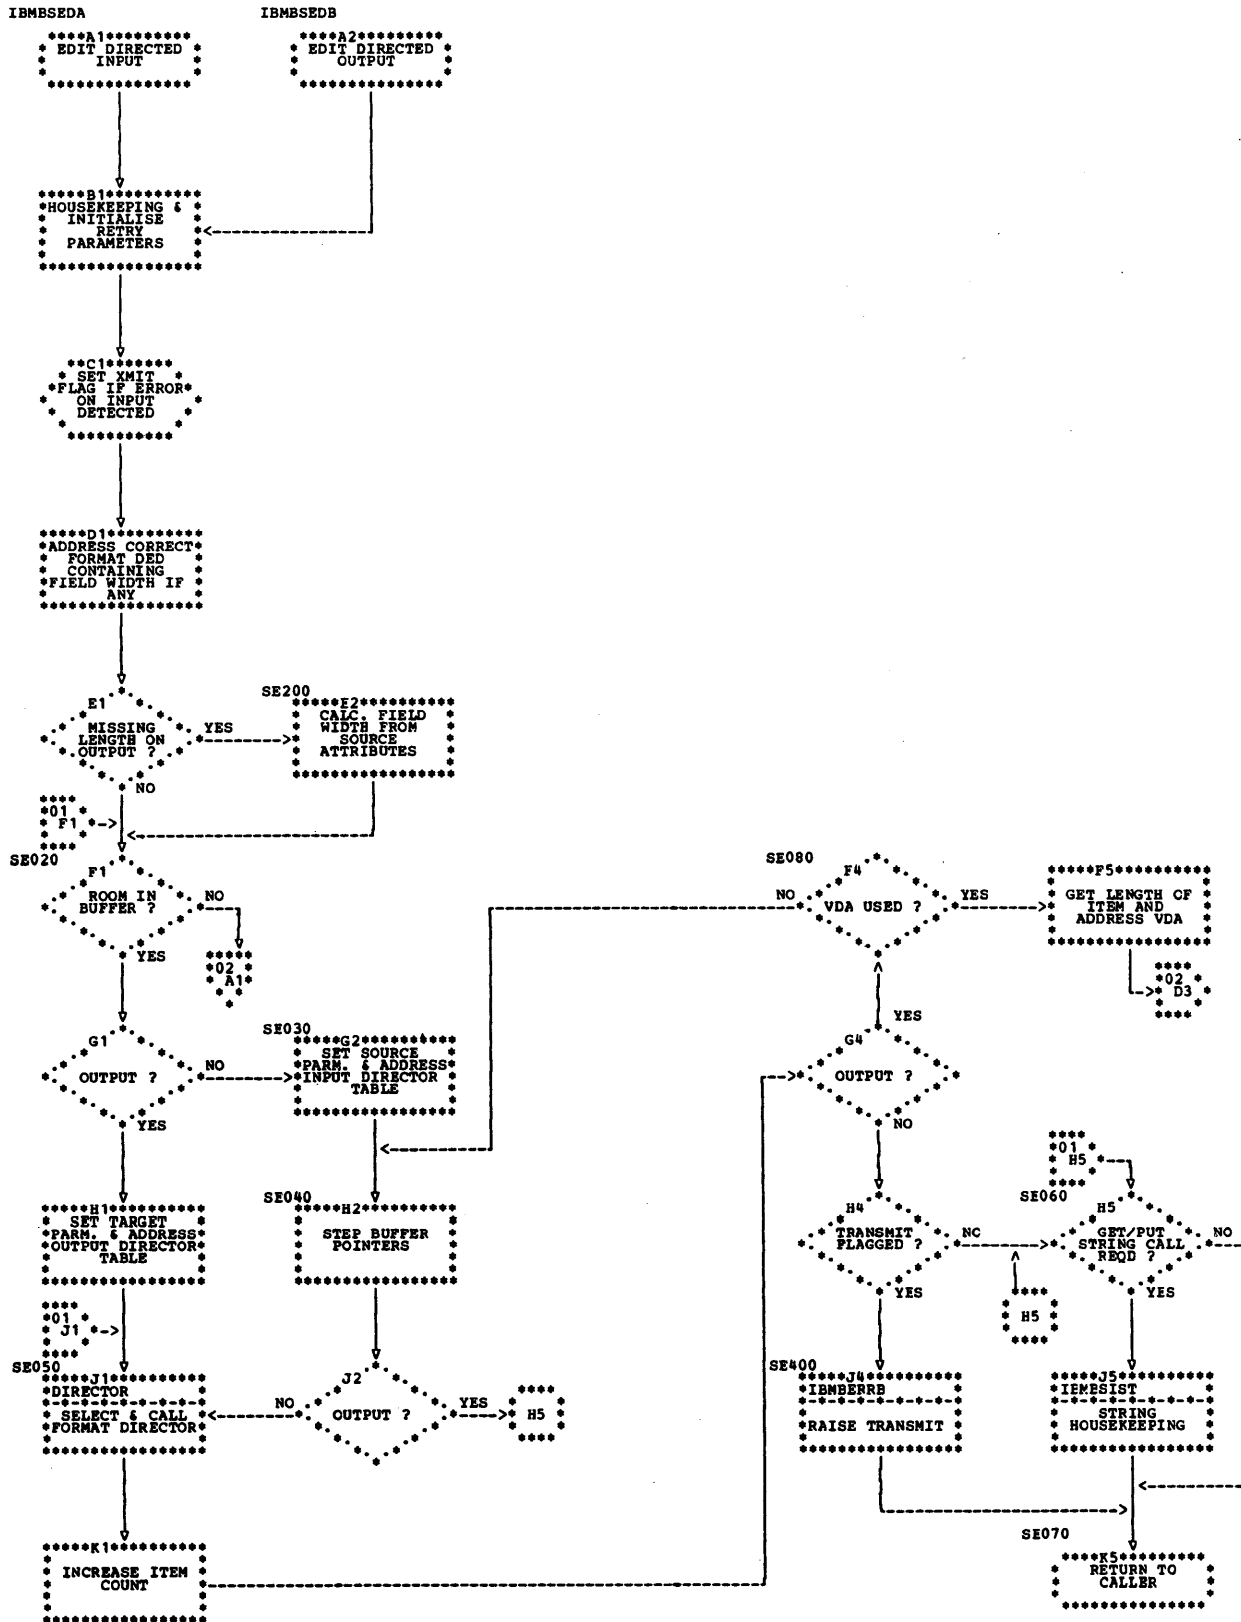 IBMBSEDA
IBMBSEDB
A1
EDIT DIRECTED
INPUT
A2
EDIT DIRECTED
OUTPUT
B1
HOUSEKEEPING &
INITIALISE
RETRY
PARAMETERS
C1
SET XMIT
FLAG IF ERROR
ON INPUT
DETECTED
D1
ADDRESS CORRECT
FORMAT DED
CONTAINING
FIELD WIDTH IF
ANY
E1
MISSING
LENGTH ON
OUTPUT ?
YES
NO
SE200
E2
CALC. FIELD
WIDTH FROM
SOURCE
ATTRIBUTES
01
F1
SE020
F1
ROOM IN
BUFFER ?
NO
YES
02
A1
SE080
F4
VDA USED ?
NO
YES
F5
GET LENGTH CF
ITEM AND
ADDRESS VDA
02
D3
G1
OUTPUT ?
NO
YES
SE030
G2
SET SOURCE
PARM. & ADDRESS
INPUT DIRECTOR
TABLE
YES
G4
OUTPUT ?
NO
01
H5
H1
SET TARGET
PARM. & ADDRESS
OUTPUT DIRECTOR
TABLE
SE040
H2
STEP BUFFER
POINTERS
H4
TRANSMIT
FLAGGED ?
NC
YES
SE060
H5
GET/PUT
STRING CALL
REQD ?
NO
YES
H5
01
J1
SE050
J1
DIRECTOR
SELECT & CALL
FORMAT DIRECTOR
J2
OUTPUT ?
NO
YES
H5
SE400
J4
IBMBERRB
RAISE TRANSMIT
J5
IEMBSIST
STRING
HOUSEKEEPING
K1
INCREASE ITEM
COUNT
SE070
K5
RETURN TO
CALLER